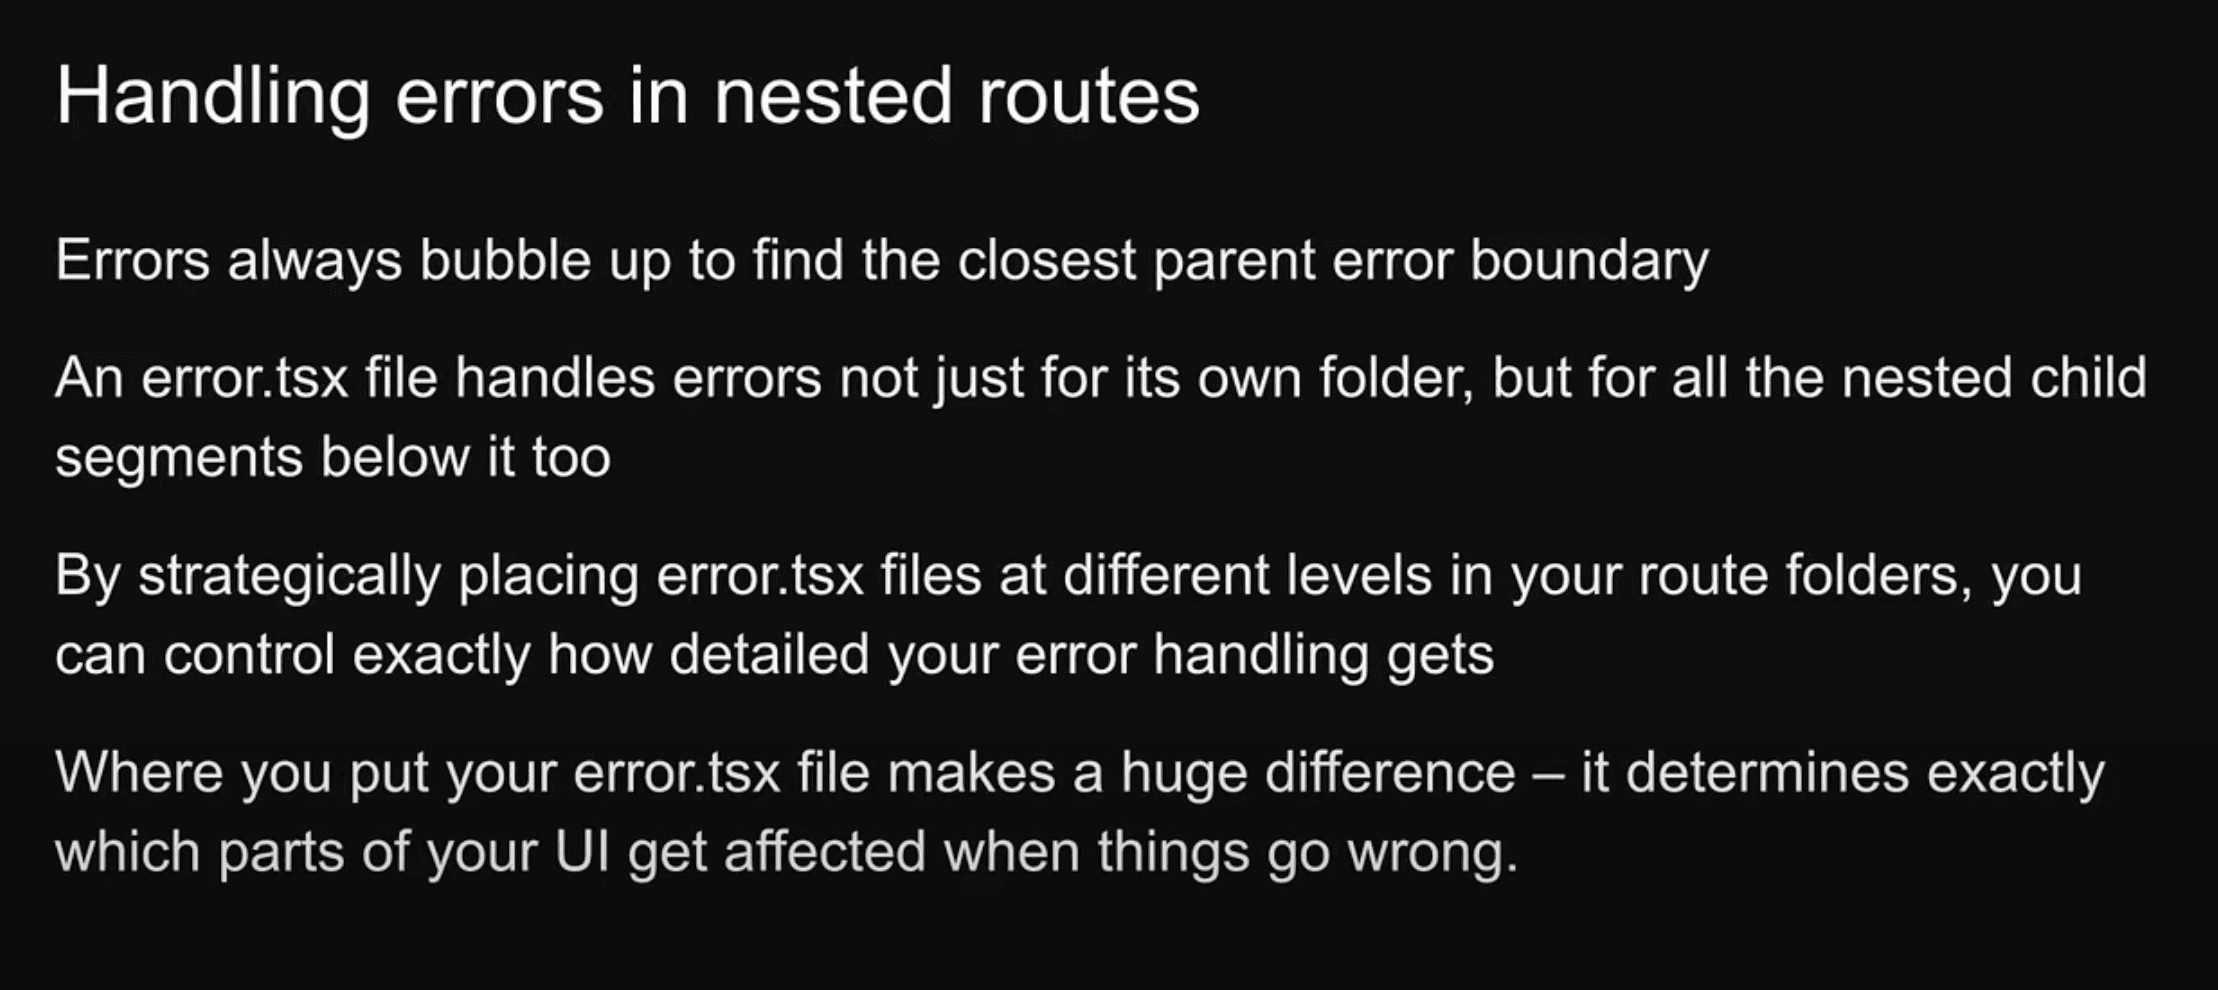 Handling errors in nested routes
Errors always bubble up to find the closest parent error boundary
An error.tsx file handles errors not just for its own folder, but for all the nested child
segments below it too
By strategically placing error.tsx files at different levels in your route folders, you
can control exactly how detailed your error handling gets
Where you put your error.tsx file makes a huge difference – it determines exactly
which parts of your UI get affected when things go wrong.